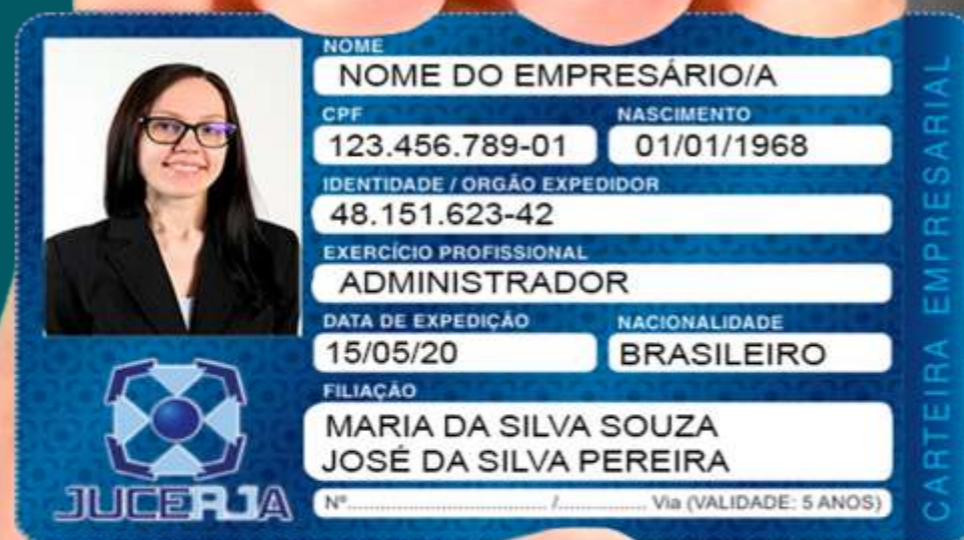 NOME
NOME DO EMPRESÁRIO/A
CPF
NASCIMENTO
123.456.789-01
01/01/1968
IDENTIDADE / ORGÃO EXPEDIDOR
48.151.623-42
EXERCÍCIO PROFISSIONAL
ADMINISTRADOR
DATA DE EXPEDIÇÃO
NACIONALIDADE
15/05/20
BRASILEIRO
FILIAÇÃO
MARIA DA SILVA SOUZA
JOSÉ DA SILVA PEREIRA
Nº................................... /............... Via (VALIDADE: 5 ANOS)
JUCERJA
CARTEIRA EMPRESARIAL